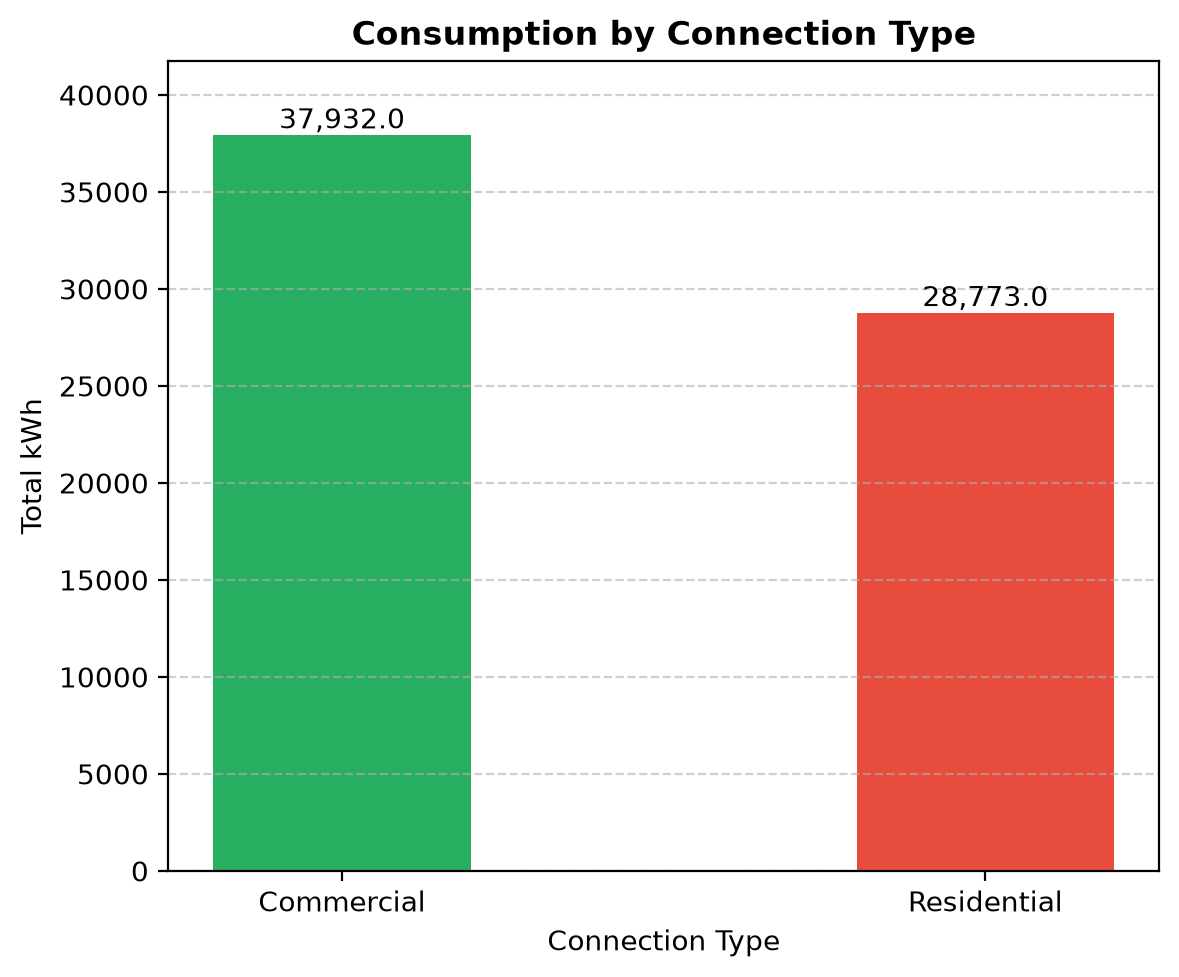 Consumption by Connection Type
Total kWh
40000
35000
30000
25000
20000
15000
10000
5000
0
37,932.0
28,773.0
Commercial
Residential
Connection Type